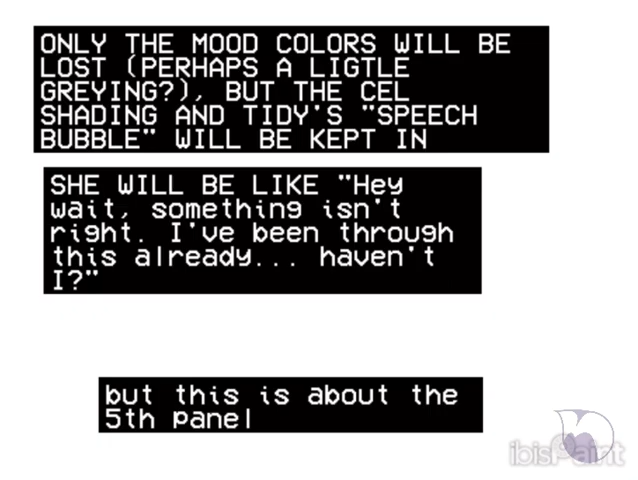 ONLY THE MOOD COLORS WILL BE
LOST (PERHAPS A LIGTLE
GREYING?), BUT THE CEL
SHADING AND TIDY'S "SPEECH
BUBBLE" WILL BE KEPT IN
SHE WILL BE LIKE "Hey
wait, something isn't
right. I've been through
this already... haven't
I?"
but this is about the
5th panel
ibisPaint